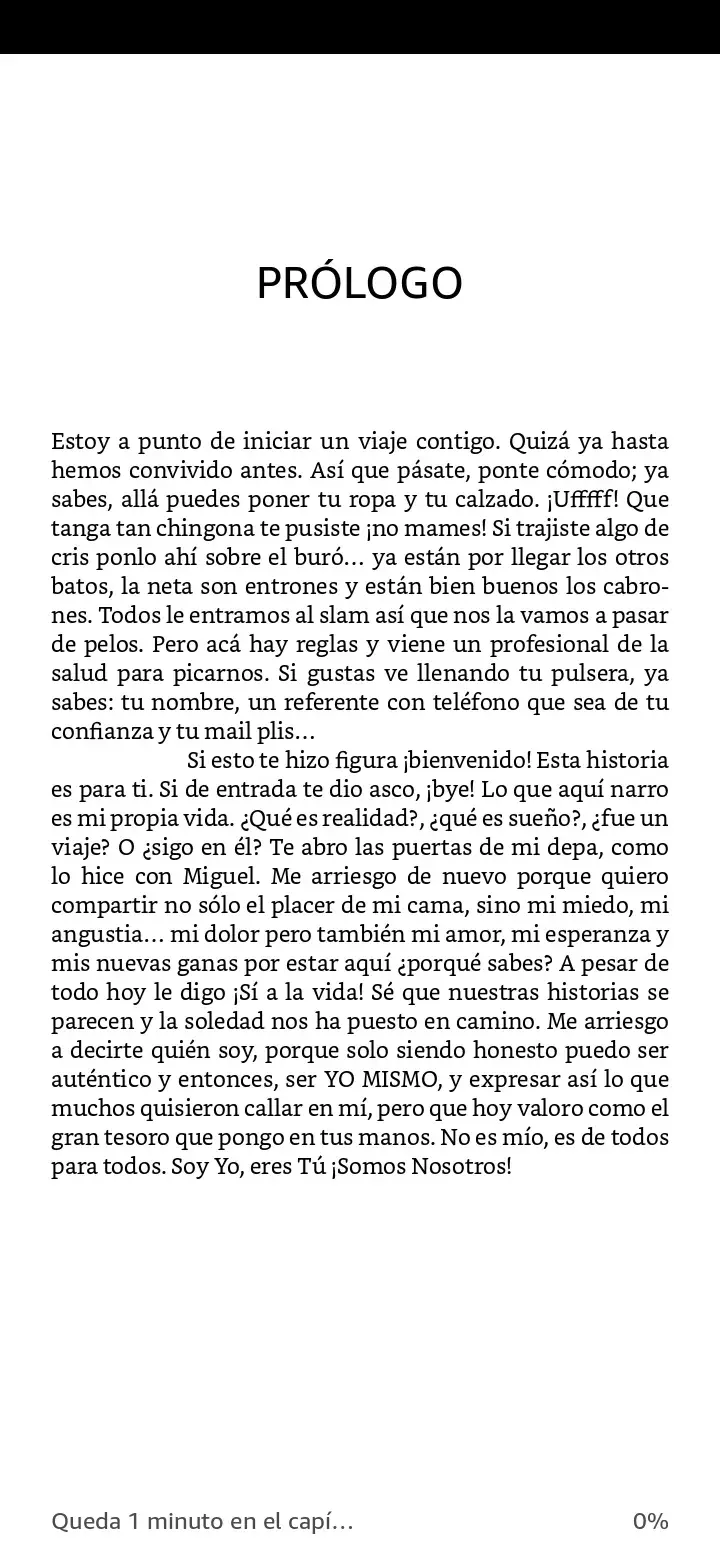 PRÓLOGO
Estoy a punto de iniciar un viaje contigo. Quizá ya hasta
hemos convivido antes. Así que pásate, ponte cómodo; ya
sabes, allá puedes poner tu ropa y tu calzado. ¡Ufffff! Que
tanga tan chingona te pusiste ¡no mames! Si trajiste algo de
cris ponlo ahí sobre el buró... ya están por llegar los otros
batos, la neta son entrones y están bien buenos los cabro-
nes. Todos le entramos al slam así que nos la vamos a pasar
de pelos. Pero acá hay reglas y viene un profesional de la
salud para picarnos. Si gustas ve llenando tu pulsera, ya
sabes: tu nombre, un referente con teléfono que sea de tu
confianza y tu mail plis...
Si esto te hizo figura ¡bienvenido! Esta historia
es para ti. Si de entrada te dio asco, ¡bye! Lo que aquí narro
es mi propia vida. ¿Qué es realidad?, ¿qué es sueño?, ¿fue un
viaje? O ¿sigo en él? Te abro las puertas de mi depa, como
lo hice con Miguel. Me arriesgo de nuevo porque quiero
compartir no sólo el placer de mi cama, sino mi miedo, mi
angustia... mi dolor pero también mi amor, mi esperanza y
mis nuevas ganas por estar aquí ¿porqué sabes? A pesar de
todo hoy le digo ¡Sí a la vida! Sé que nuestras historias se
parecen y la soledad nos ha puesto en camino. Me arriesgo
a decirte quién soy, porque solo siendo honesto puedo ser
auténtico y entonces, ser YO MISMO, y expresar así lo que
muchos quisieron callar en mí, pero que hoy valoro como el
gran tesoro que pongo en tus manos. No es mío, es de todos
para todos. Soy Yo, eres Tú ¡Somos Nosotros!
Queda 1 minuto en el capí... 0%